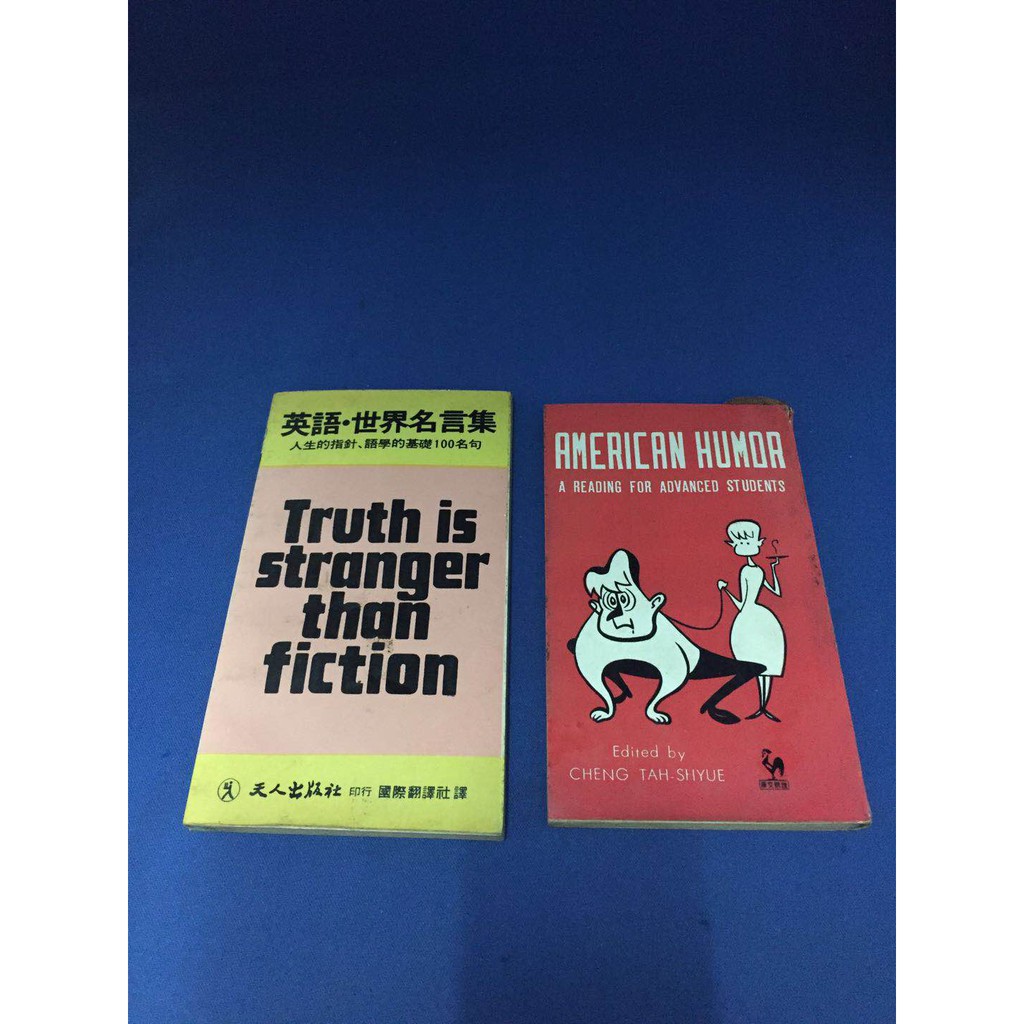 英語・世界名言集
人生的指針、語學的基礎100名句
Truth is
stranger
than
fiction
天人出版社 印行 國際翻譯社譯
AMERICAN HUMOR
A READING FOR ADVANCED STUDENTS
Edited by
CHENG TAH-SHYUE